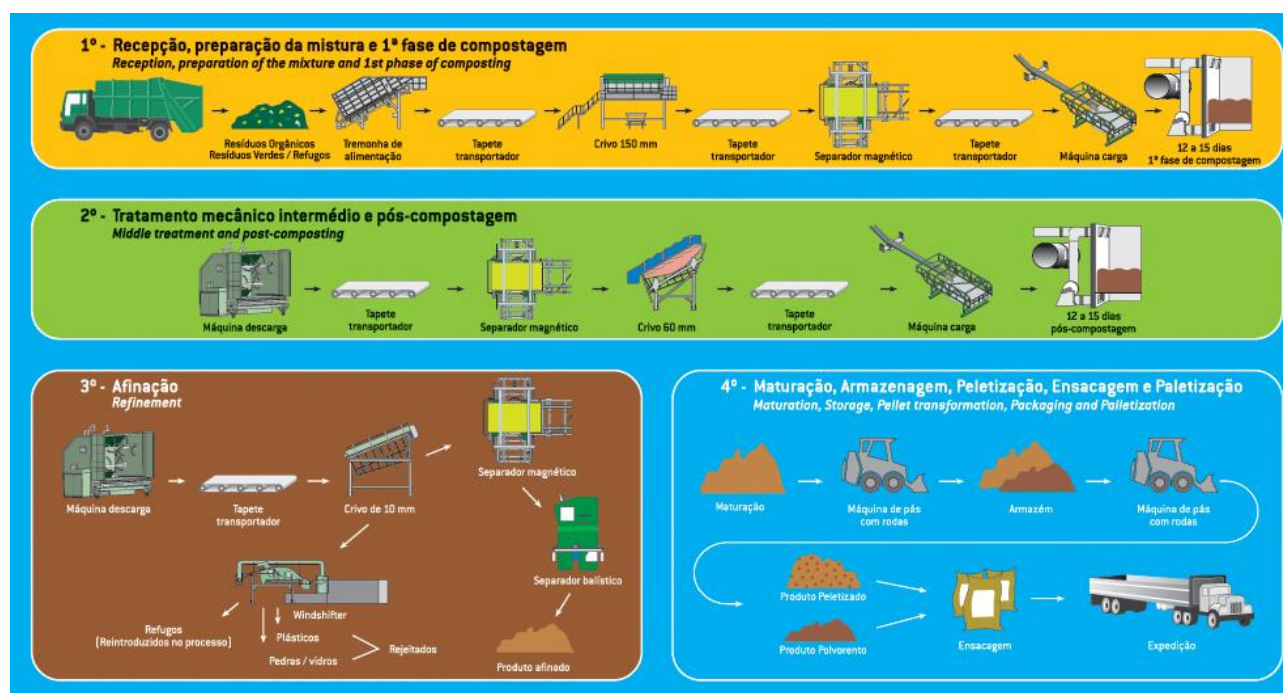 1º - Recepção, preparação da mistura e 1ª fase de compostagem
Reception, preparation of the mixture and 1st phase of composting
Resíduos Orgânicos
Resíduos Verdes / Refugos
Tremonha de
alimentação
Tapete
transportador
Crivo 150 mm
Tapete
transportador
Separador magnético
Tapete
transportador
Máquina carga
12 a 15 dias
1ª fase de compostagem
2º - Tratamento mecânico intermédio e pós-compostagem
Middle treatment and post-composting
Máquina descarga
Tapete
transportador
Separador magnético
Crivo 60 mm
Tapete
transportador
Máquina carga
12 a 15 dias
pós-compostagem
3º - Afinação
Refinement
Máquina descarga
Tapete
transportador
Crivo de 10 mm
Separador magnético
Separador balístico
Produto afinado
Windshifter
Refugos
(Reintroduzidos no processo)
Plásticos
Pedras / vidros
Rejeitados
4º - Maturação, Armazenagem, Peletização, Ensacagem e Paletização
Maturation, Storage, Pellet transformation, Packaging and Palletization
Maturação
Máquina de pás
com rodas
Armazém
Máquina de pás
com rodas
Produto Peletizado
Produto Polvorento
Ensacagem
Expedição